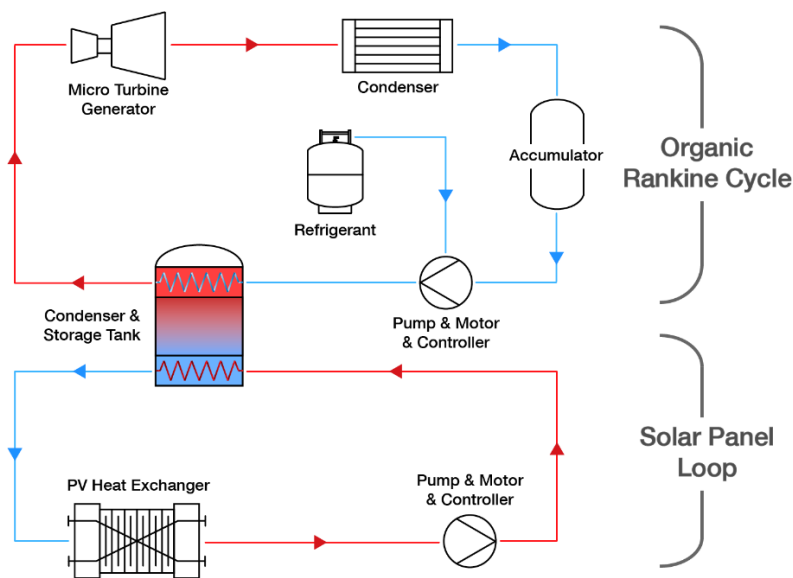 Micro Turbine
Generator
Condenser
Accumulator
Organic
Rankine Cycle
Refrigerant
Condenser &
Storage Tank
Pump & Motor
& Controller
Solar Panel
Loop
PV Heat Exchanger
Pump & Motor
& Controller